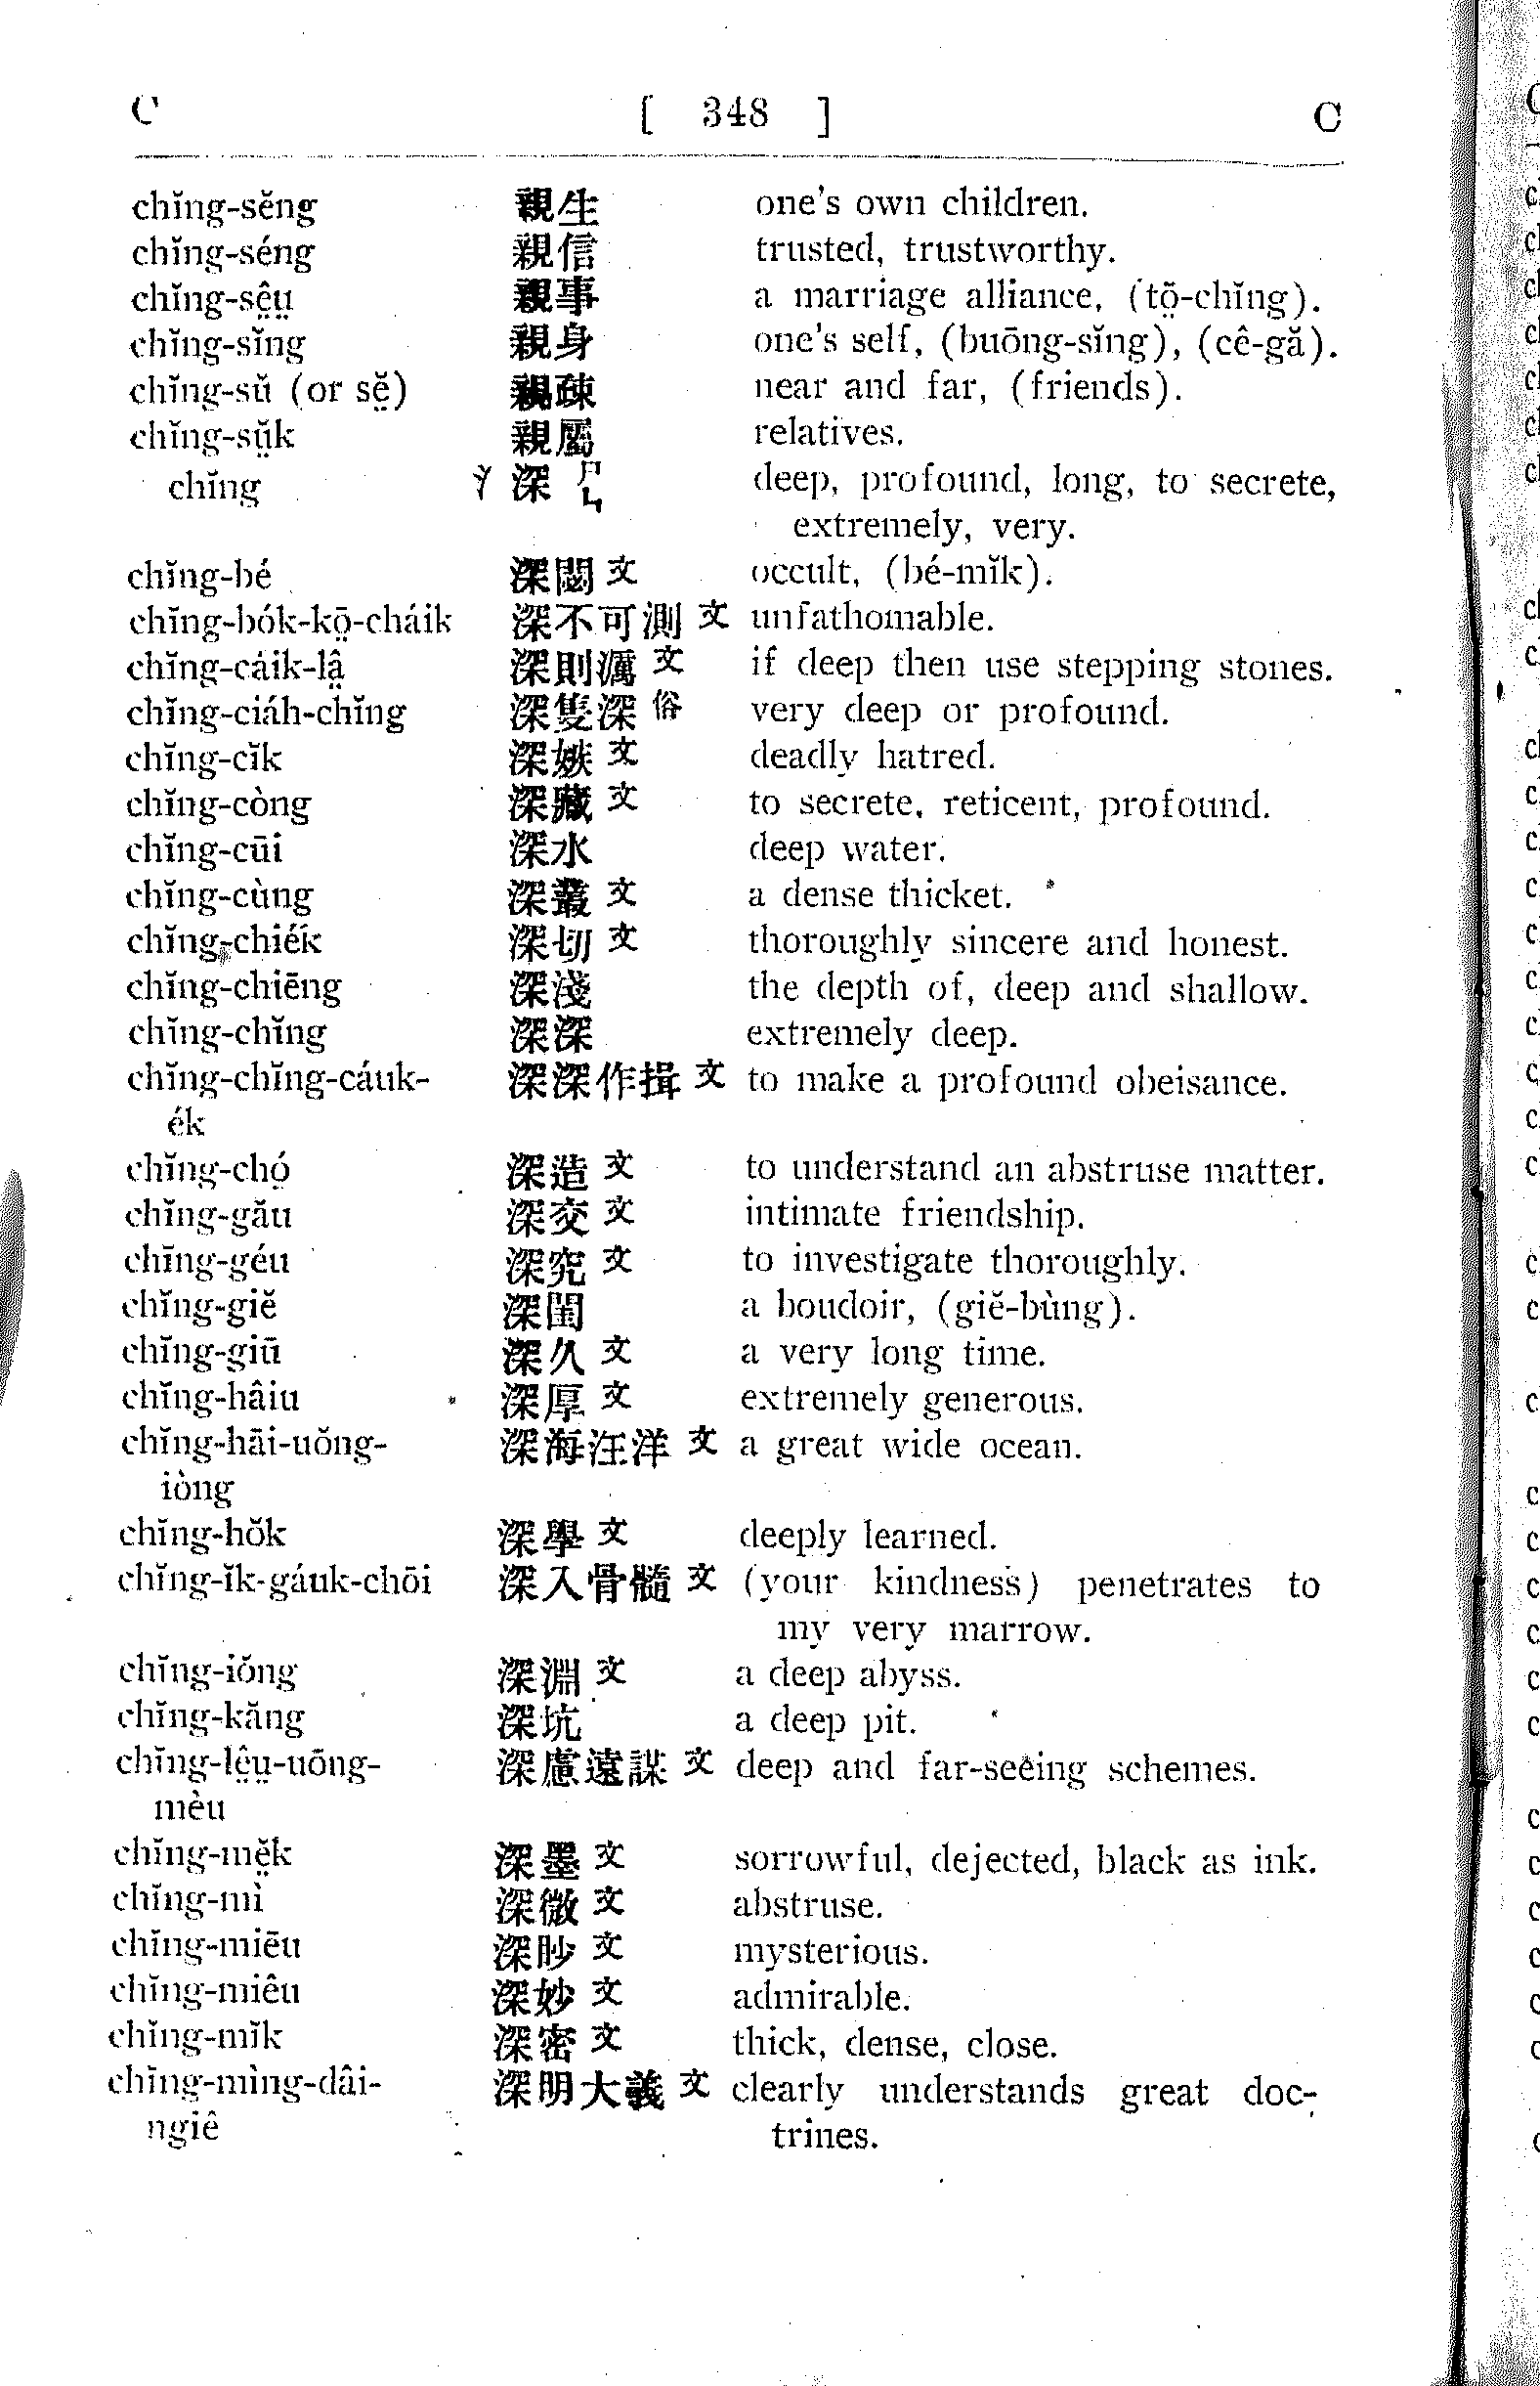 C [ 348 ] C
chĭng-sĕng 親生 one's own children.
chĭng-séng 親信 trusted, trustworthy.
chĭng-sê̤ṳ 親事 a marriage alliance, (tō̤-chĭng).
chĭng-sĭng 親身 one's self, (buōng-sĭng), (cê-gă).
chĭng-sŭ (or sĕ̤) 親疎 near and far, (friends).
chĭng-sṳ̆k 親屬 relatives.
chĭng 深 deep, profound, long, to secrete,
extremely, very.
chĭng-bé 深閟 文 occult, (bé-mĭk).
chĭng-bók-kō̤-cháik 深不可測 文 unfathomable.
chĭng-cáik-lâ̤ 深則濿 文 if deep then use stepping stones.
chĭng-ciáh-chĭng 深隻深 俗 very deep or profound.
chĭng-cĭk 深嫉 文 deadly hatred.
chĭng-còng 深藏 文 to secrete, reticent, profound.
chĭng-cūi 深水 deep water.
chĭng-cùng 深叢 文 a dense thicket.
chĭng-chiék 深切 文 thoroughly sincere and honest.
chĭng-chiēng 深淺 the depth of, deep and shallow.
chĭng-chĭng 深深 extremely deep.
chĭng-chĭng-cáuk- 深深作揖 文 to make a profound obeisance.
ék
chĭng-chó̤ 深造 文 to understand an abstruse matter.
chĭng-gău 深交 文 intimate friendship.
chĭng-géu 深究 文 to investigate thoroughly.
chĭng-giĕ 深閨 a boudoir, (giĕ-bùng).
chĭng-giū 深久 文 a very long time.
chĭng-hâiu 深厚 文 extremely generous.
chĭng-hāi-uŏng- 深海汪洋 文 a great wide ocean.
iòng
chĭng-hŏk 深學 文 deeply learned.
chĭng-ĭk-gáuk-chōi 深入骨髓 文 (your kindness) penetrates to
my very marrow.
chĭng-iŏng 深淵 文 a deep abyss.
chĭng-kăng 深坑 a deep pit.
chĭng-lê̤ṳ-uōng- 深慮遠謀 文 deep and far-seeing schemes.
mèu
chĭng-mĕ̤k 深墨 文 sorrowful, dejected, black as ink.
chĭng-mì 深微 文 abstruse.
chĭng-miēu 深眇 文 mysterious.
chĭng-miêu 深妙 文 admirable.
chĭng-mĭk 深密 文 thick, dense, close.
chĭng-mìng-dâi- 深明大義 文 clearly understands great doc-
ngiê trines.